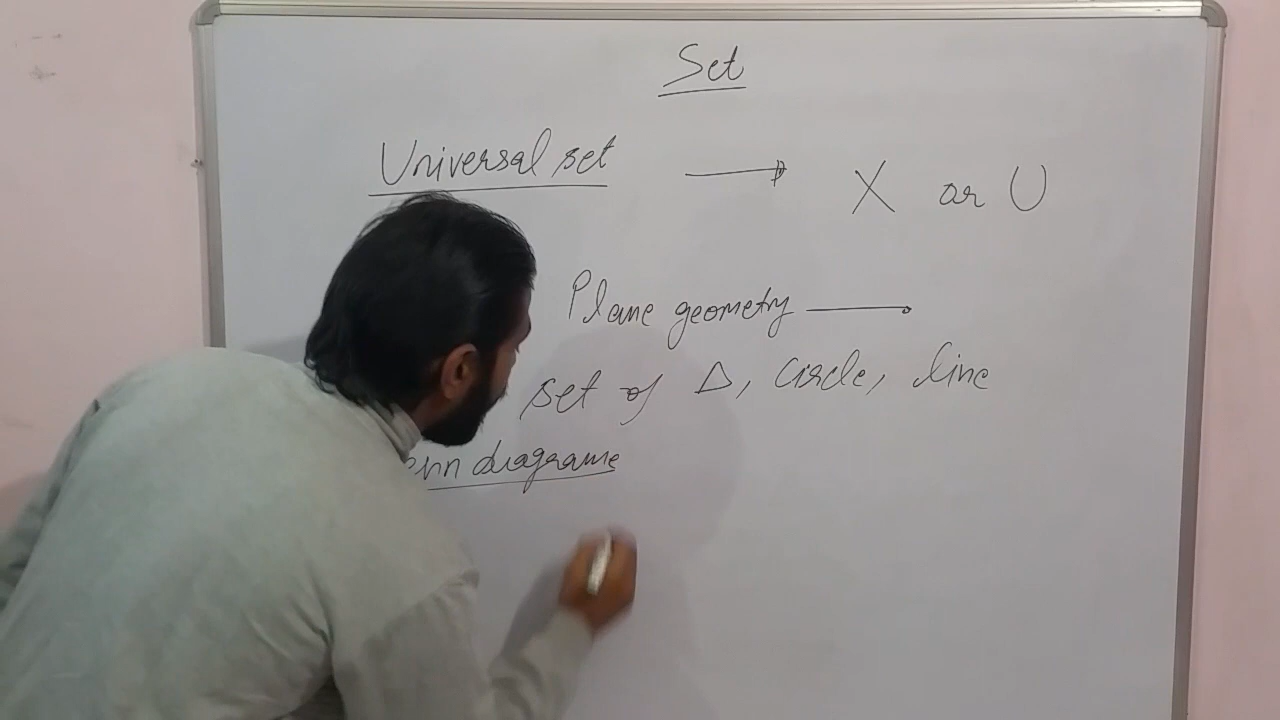 Set
Universal set → X or U
Plane geometry →
set of Δ, Circle, line
enn diagrame